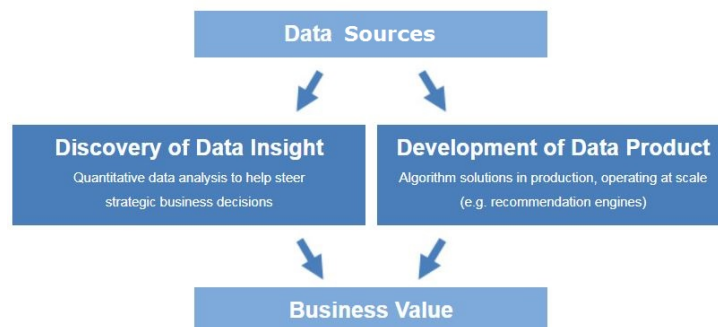 Data Sources
Discovery of Data Insight
Quantitative data analysis to help steer
strategic business decisions
Development of Data Product
Algorithm solutions in production, operating at scale
(e.g. recommendation engines)
Business Value